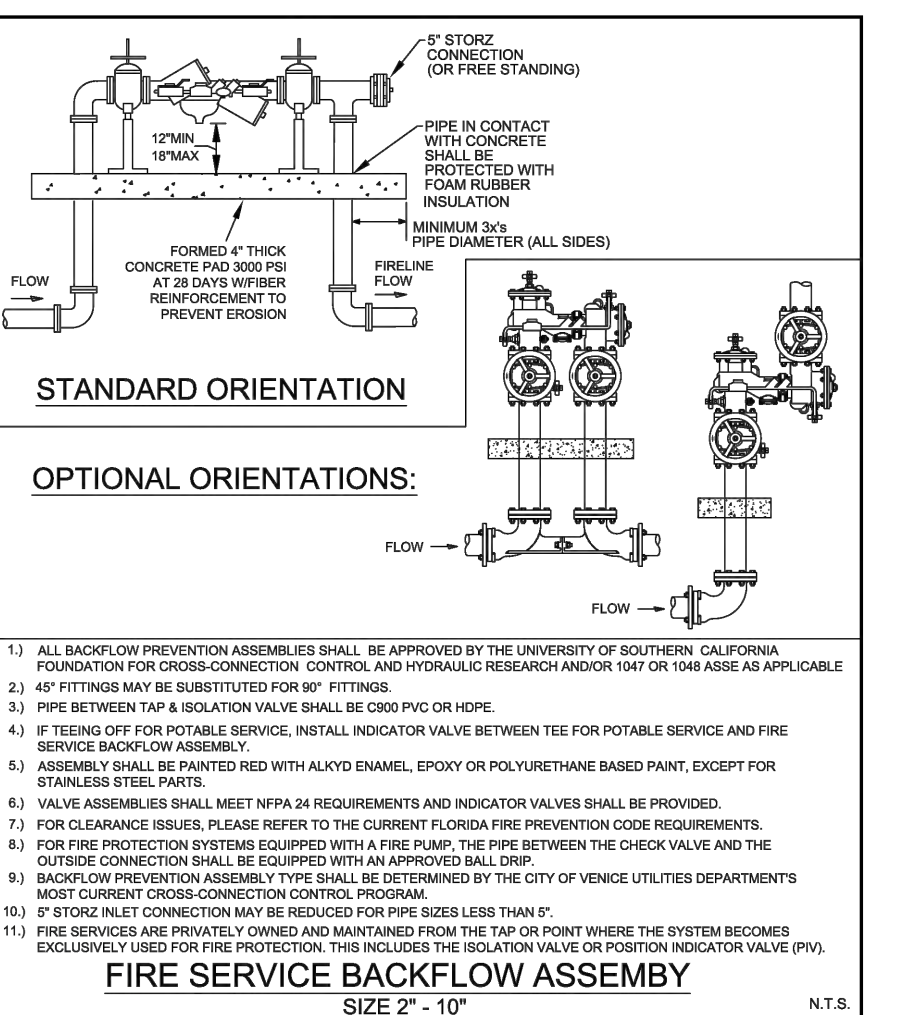 5" STORZ
CONNECTION
(OR FREE STANDING)
12"MIN
18"MAX
PIPE IN CONTACT
WITH CONCRETE
SHALL BE
PROTECTED WITH
FOAM RUBBER
INSULATION
MINIMUM 3x's
PIPE DIAMETER (ALL SIDES)
FORMED 4" THICK
CONCRETE PAD 3000 PSI
AT 28 DAYS W/FIBER
REINFORCEMENT TO
PREVENT EROSION
FLOW
FIRELINE
FLOW
STANDARD ORIENTATION
OPTIONAL ORIENTATIONS:
FLOW
FLOW
1.) ALL BACKFLOW PREVENTION ASSEMBLIES SHALL BE APPROVED BY THE UNIVERSITY OF SOUTHERN CALIFORNIA
FOUNDATION FOR CROSS-CONNECTION CONTROL AND HYDRAULIC RESEARCH AND/OR 1047 OR 1048 ASSE AS APPLICABLE
2.) 45° FITTINGS MAY BE SUBSTITUTED FOR 90° FITTINGS.
3.) PIPE BETWEEN TAP & ISOLATION VALVE SHALL BE C900 PVC OR HDPE.
4.) IF TEEING OFF FOR POTABLE SERVICE, INSTALL INDICATOR VALVE BETWEEN TEE FOR POTABLE SERVICE AND FIRE
SERVICE BACKFLOW ASSEMBLY.
5.) ASSEMBLY SHALL BE PAINTED RED WITH ALKYD ENAMEL, EPOXY OR POLYURETHANE BASED PAINT, EXCEPT FOR
STAINLESS STEEL PARTS.
6.) VALVE ASSEMBLIES SHALL MEET NFPA 24 REQUIREMENTS AND INDICATOR VALVES SHALL BE PROVIDED.
7.) FOR CLEARANCE ISSUES, PLEASE REFER TO THE CURRENT FLORIDA FIRE PREVENTION CODE REQUIREMENTS.
8.) FOR FIRE PROTECTION SYSTEMS EQUIPPED WITH A FIRE PUMP, THE PIPE BETWEEN THE CHECK VALVE AND THE
OUTSIDE CONNECTION SHALL BE EQUIPPED WITH AN APPROVED BALL DRIP.
9.) BACKFLOW PREVENTION ASSEMBLY TYPE SHALL BE DETERMINED BY THE CITY OF VENICE UTILITIES DEPARTMENT'S
MOST CURRENT CROSS-CONNECTION CONTROL PROGRAM.
10.) 5" STORZ INLET CONNECTION MAY BE REDUCED FOR PIPE SIZES LESS THAN 5".
11.) FIRE SERVICES ARE PRIVATELY OWNED AND MAINTAINED FROM THE TAP OR POINT WHERE THE SYSTEM BECOMES
EXCLUSIVELY USED FOR FIRE PROTECTION. THIS INCLUDES THE ISOLATION VALVE OR POSITION INDICATOR VALVE (PIV).
FIRE SERVICE BACKFLOW ASSEMBY
SIZE 2" - 10"
N.T.S.